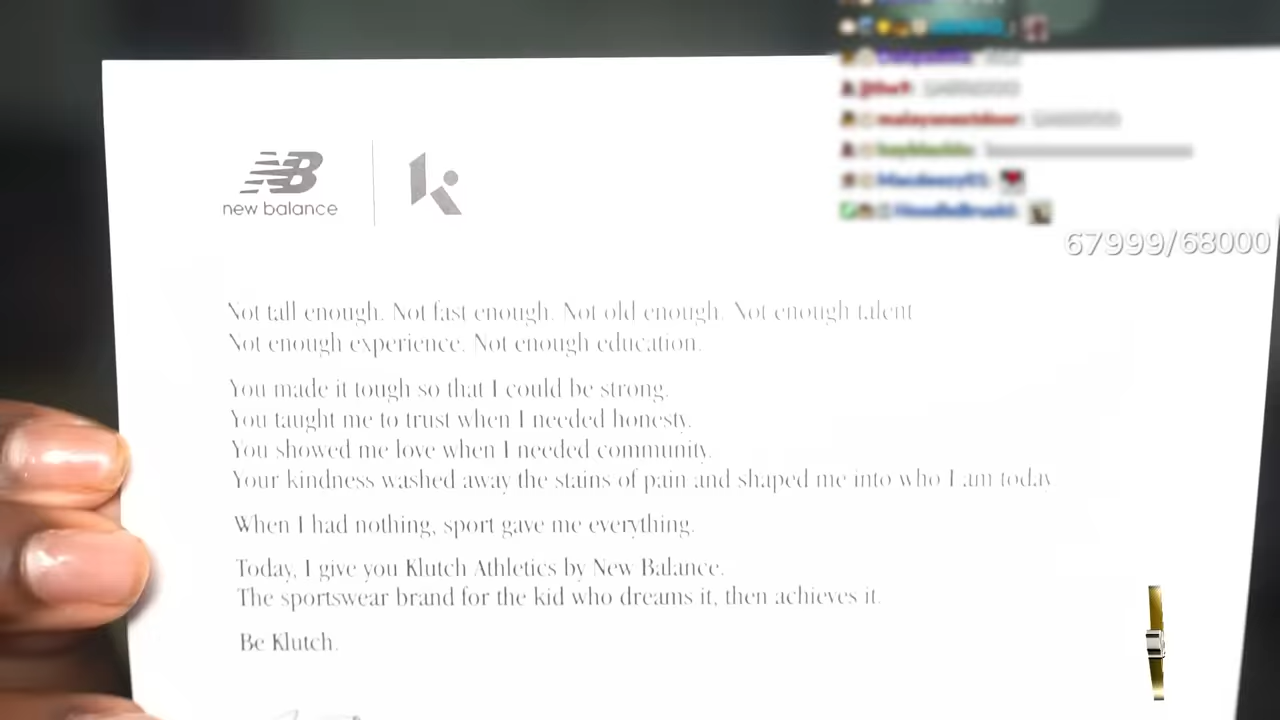 new balance
67999/68000
Not tall enough. Not fast enough. Not old enough. Not enough talent
Not enough experience. Not enough education.
You made it tough so that I could be strong.
You taught me to trust when I needed honesty.
You showed me love when I needed community.
Your kindness washed away the stains of pain and shaped me into who I am today
When I had nothing, sport gave me everything.
Today, I give you Klutch Athletics by New Balance.
The sportswear brand for the kid who dreams it, then achieves it.
Be Klutch.